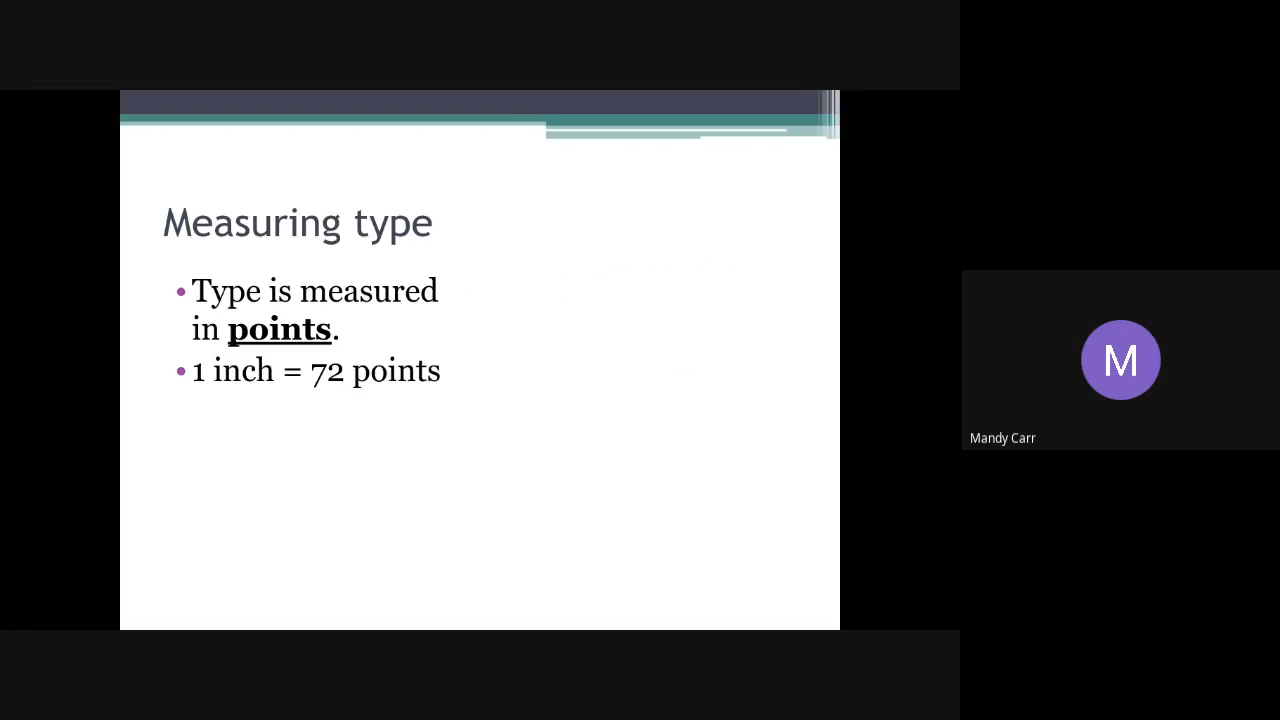 Measuring type
•Type is measured
in points.
•1 inch = 72 points
M
Mandy Carr